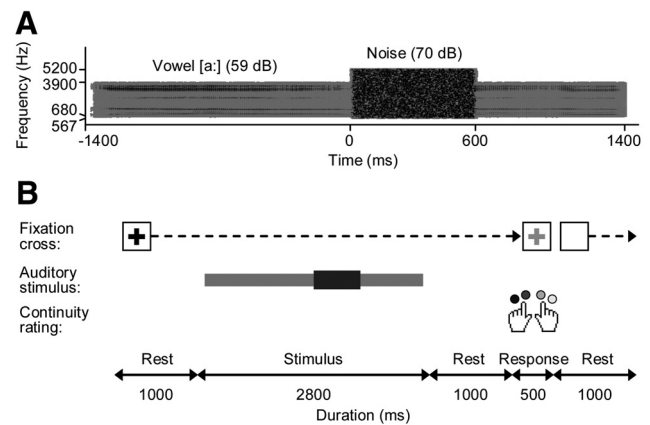 A
Vowel [a:] (59 dB)
Noise (70 dB)
Frequency (Hz)
5200
3900
680
567
-1400
0
600
1400
Time (ms)
B
Fixation
cross:
Auditory
stimulus:
Continuity
rating:
Rest
Stimulus
Rest
Response
Rest
1000
2800
1000
500
1000
Duration (ms)